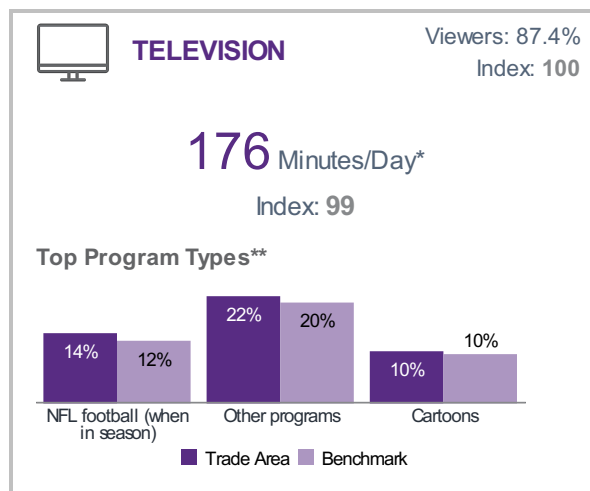 TELEVISION
Viewers: 87.4%
Index: 100
176 Minutes/Day*
Index: 99
Top Program Types**
14%
12%
22%
20%
10%
10%
NFL football (when
in season)
Other programs
Cartoons
Trade Area
Benchmark